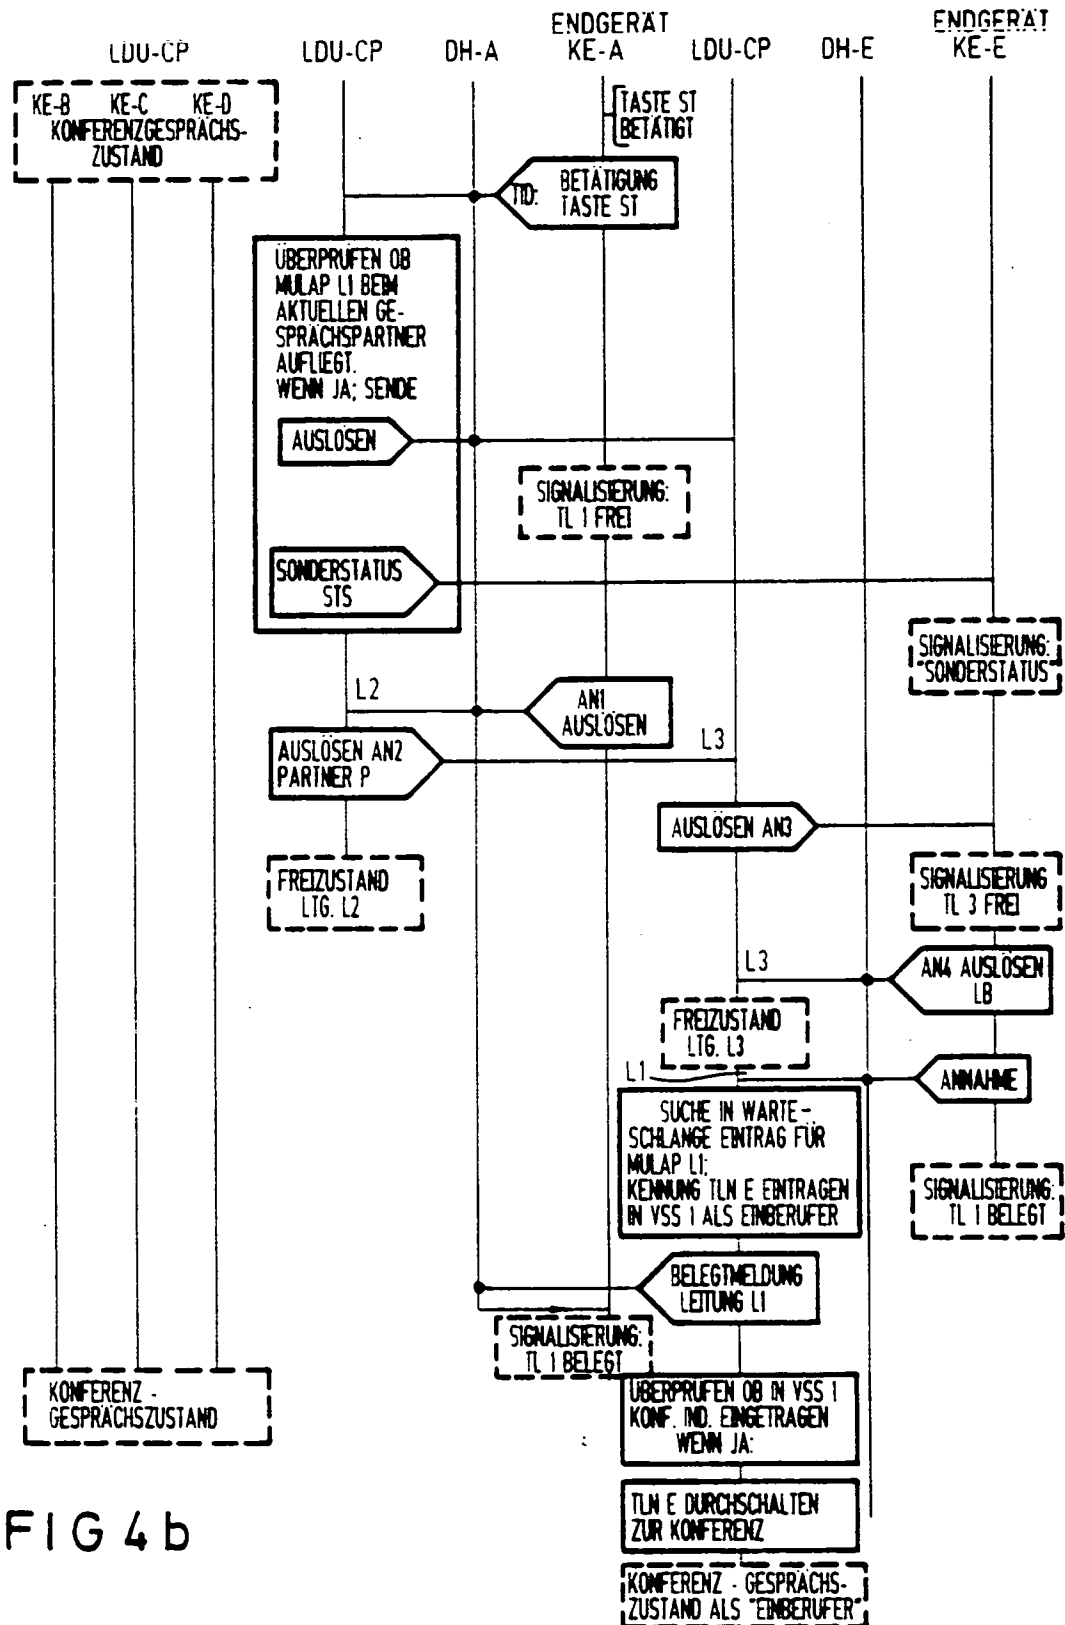 ENDGERÄT
ENDGERÄT
LDU-CP
LDU-CP
DH-A
KE-A
LDU-CP
DH-E
KE-E
KE-B KE-C KE-D
KONFERENZGESPRÄCHS-
ZUSTAND
TASTE ST
BETÄTIGT
TID: BETÄTIGUNG
TASTE ST
ÜBERPRÜFEN OB
MULAP L1 BEIM
AKTUELLEN GE-
SPRÄCHSPARTNER
AUFLIEGT.
WENN JA; SENDE
AUSLÖSEN
SIGNALISIERUNG:
TL 1 FREI
SONDERSTATUS
STS
SIGNALISIERUNG:
"SONDERSTATUS"
L2
AN1
AUSLÖSEN
AUSLÖSEN AN2
PARTNER P
L3
AUSLÖSEN AN3
FREIZUSTAND
LTG. L2
SIGNALISIERUNG
TL 3 FREI
L3
AN4 AUSLÖSEN
LB
FREIZUSTAND
LTG. L3
L1
ANNAHME
SUCHE IN WARTE-
SCHLANGE EINTRAG FÜR
MULAP L1;
KENNUNG TLN E EINTRAGEN
IN VSS 1 ALS EINBERUFER
SIGNALISIERUNG:
TL 1 BELEGT
BELEGTMELDUNG
LEITUNG L1
SIGNALISIERUNG:
TL 1 BELEGT
KONFERENZ -
GESPRÄCHSZUSTAND
ÜBERPRÜFEN OB IN VSS 1
KONF. IND. EINGETRAGEN
WENN JA:
TLN E DURCHSCHALTEN
ZUR KONFERENZ
KONFERENZ - GESPRÄCHS-
ZUSTAND ALS "EINBERUFER"
FIG 4b